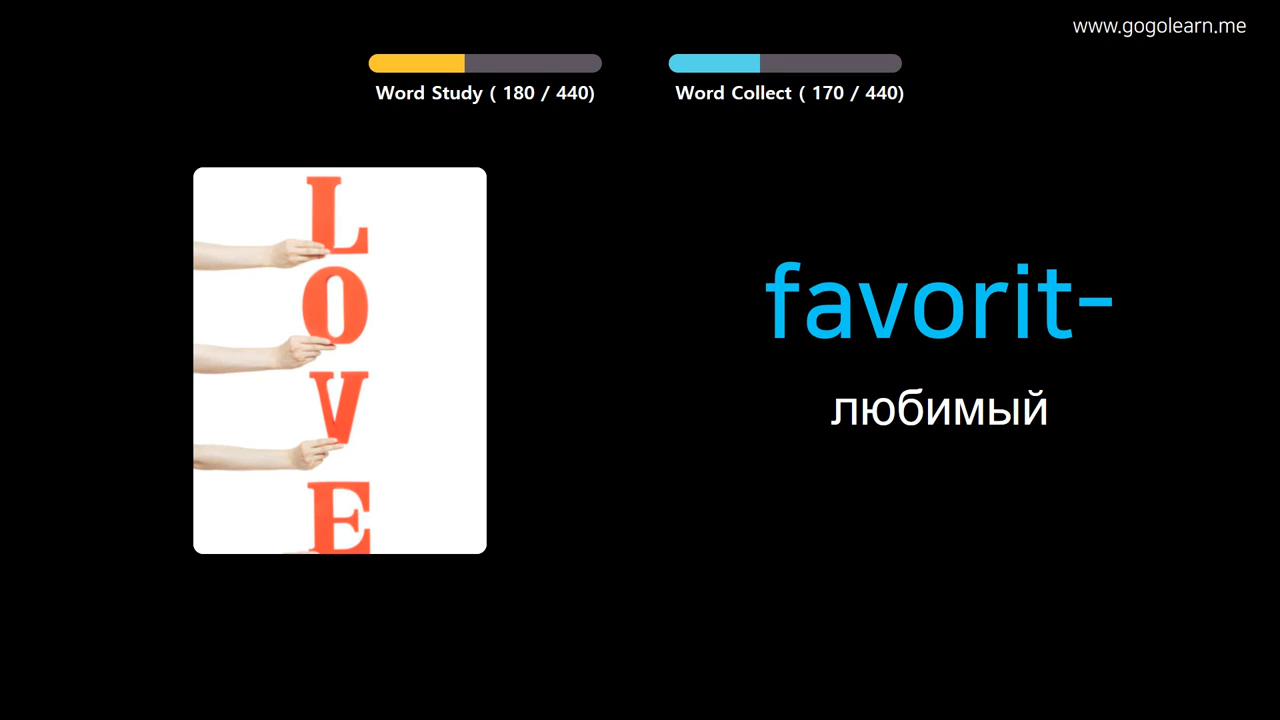 www.gogolearn.me
Word Study ( 180 / 440)
Word Collect ( 170 / 440)
L
O
V
E
favorit-
любимый